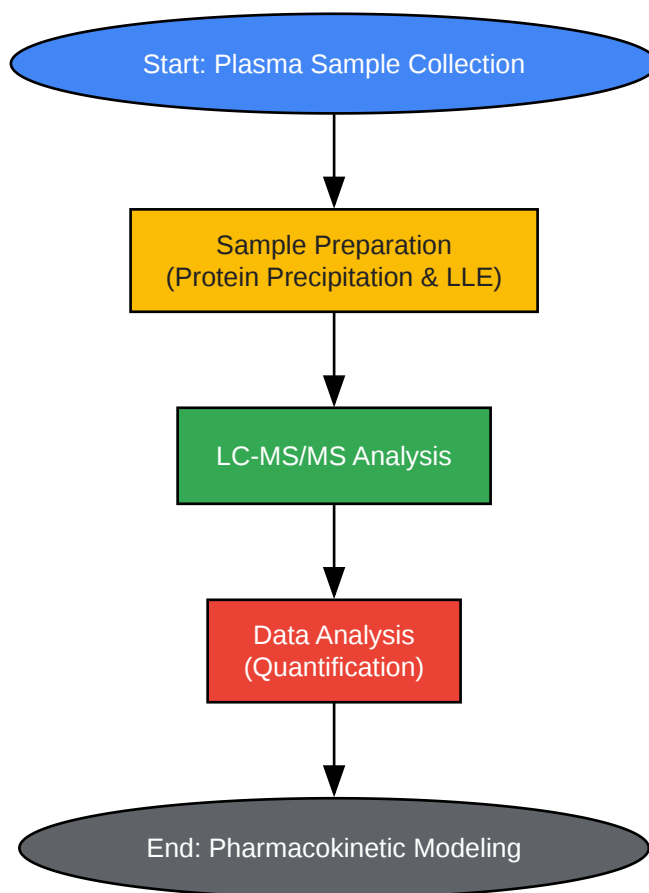 Start: Plasma Sample Collection
Sample Preparation
(Protein Precipitation & LLE)
LC-MS/MS Analysis
Data Analysis
(Quantification)
End: Pharmacokinetic Modeling